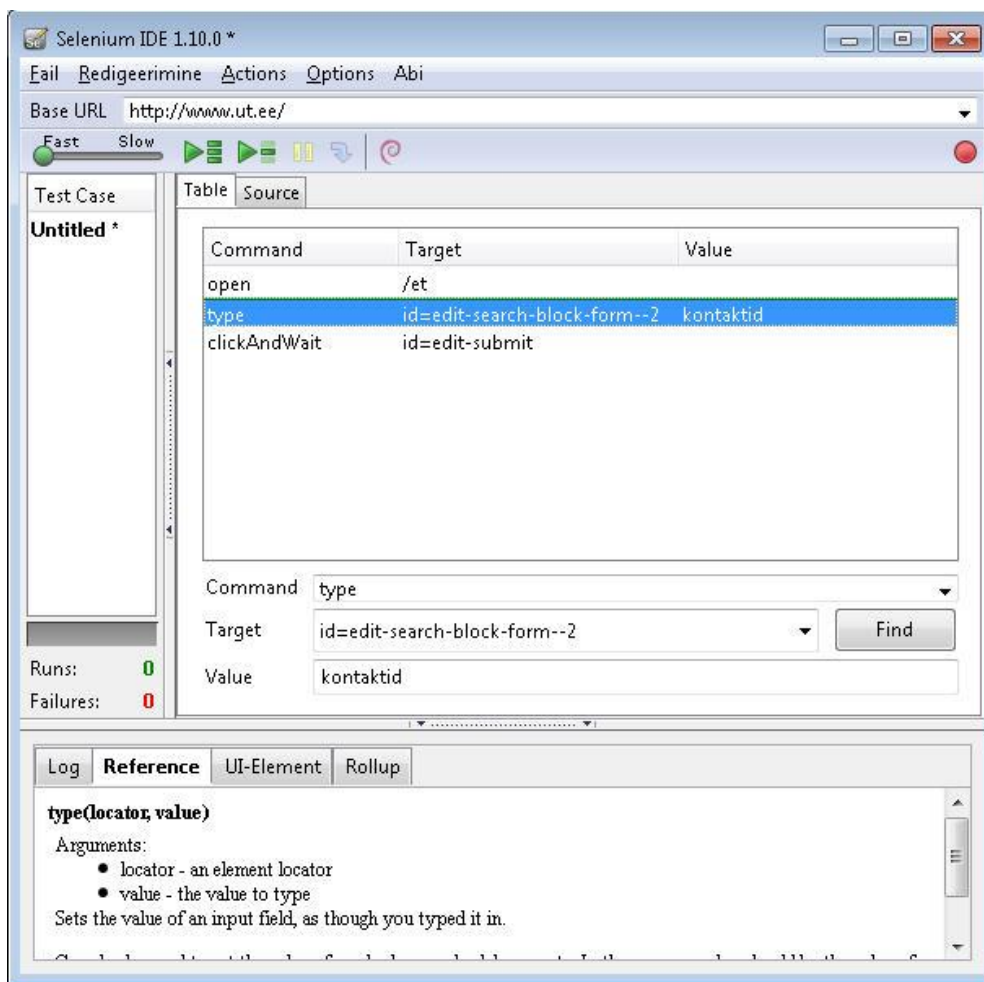 Selenium IDE 1.10.0 *
Fail Redigeerimine Actions Options Abi
Base URL http://www.ut.ee/
Fast Slow
Test Case
Untitled *
Table Source
Command Target Value
open /et
type id=edit-search-block-form--2 kontaktid
clickAndWait id=edit-submit
Command type
Target id=edit-search-block-form--2 Find
Value kontaktid
Runs: 0
Failures: 0
Log Reference UI-Element Rollup
type(locator, value)
Arguments:
● locator - an element locator
● value - the value to type
Sets the value of an input field, as though you typed it in.